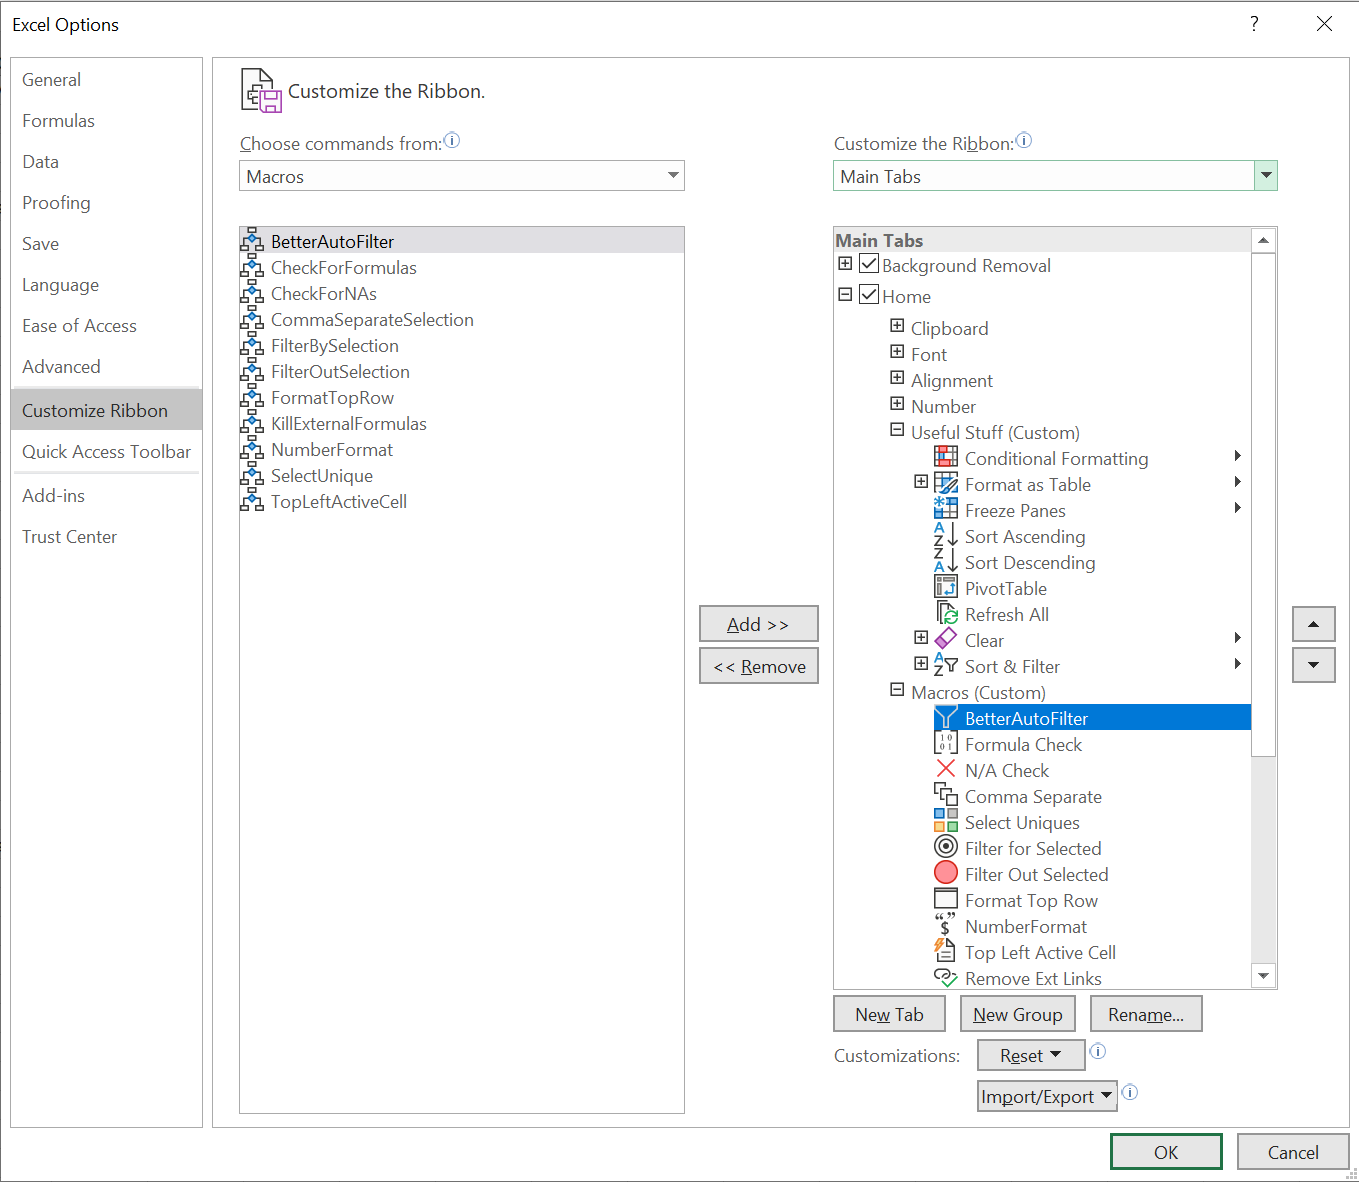 Excel Options
?
General
Formulas
Data
Proofing
Save
Language
Ease of Access
Advanced
Customize Ribbon
Quick Access Toolbar
Add-ins
Trust Center
Customize the Ribbon.
Choose commands from:
Macros
BetterAutoFilter
CheckForFormulas
CheckForNAs
CommaSeparateSelection
FilterBySelection
FilterOutSelection
FormatTopRow
KillExternalFormulas
NumberFormat
SelectUnique
TopLeftActiveCell
Add >>
<< Remove
Customize the Ribbon:
Main Tabs
Main Tabs
Background Removal
Home
Clipboard
Font
Alignment
Number
Useful Stuff (Custom)
Conditional Formatting
Format as Table
Freeze Panes
Sort Ascending
Sort Descending
PivotTable
Refresh All
Clear
Sort & Filter
Macros (Custom)
BetterAutoFilter
Formula Check
N/A Check
Comma Separate
Select Uniques
Filter for Selected
Filter Out Selected
Format Top Row
NumberFormat
Top Left Active Cell
Remove Ext Links
New Tab
New Group
Rename...
Customizations:
Reset
Import/Export
OK
Cancel